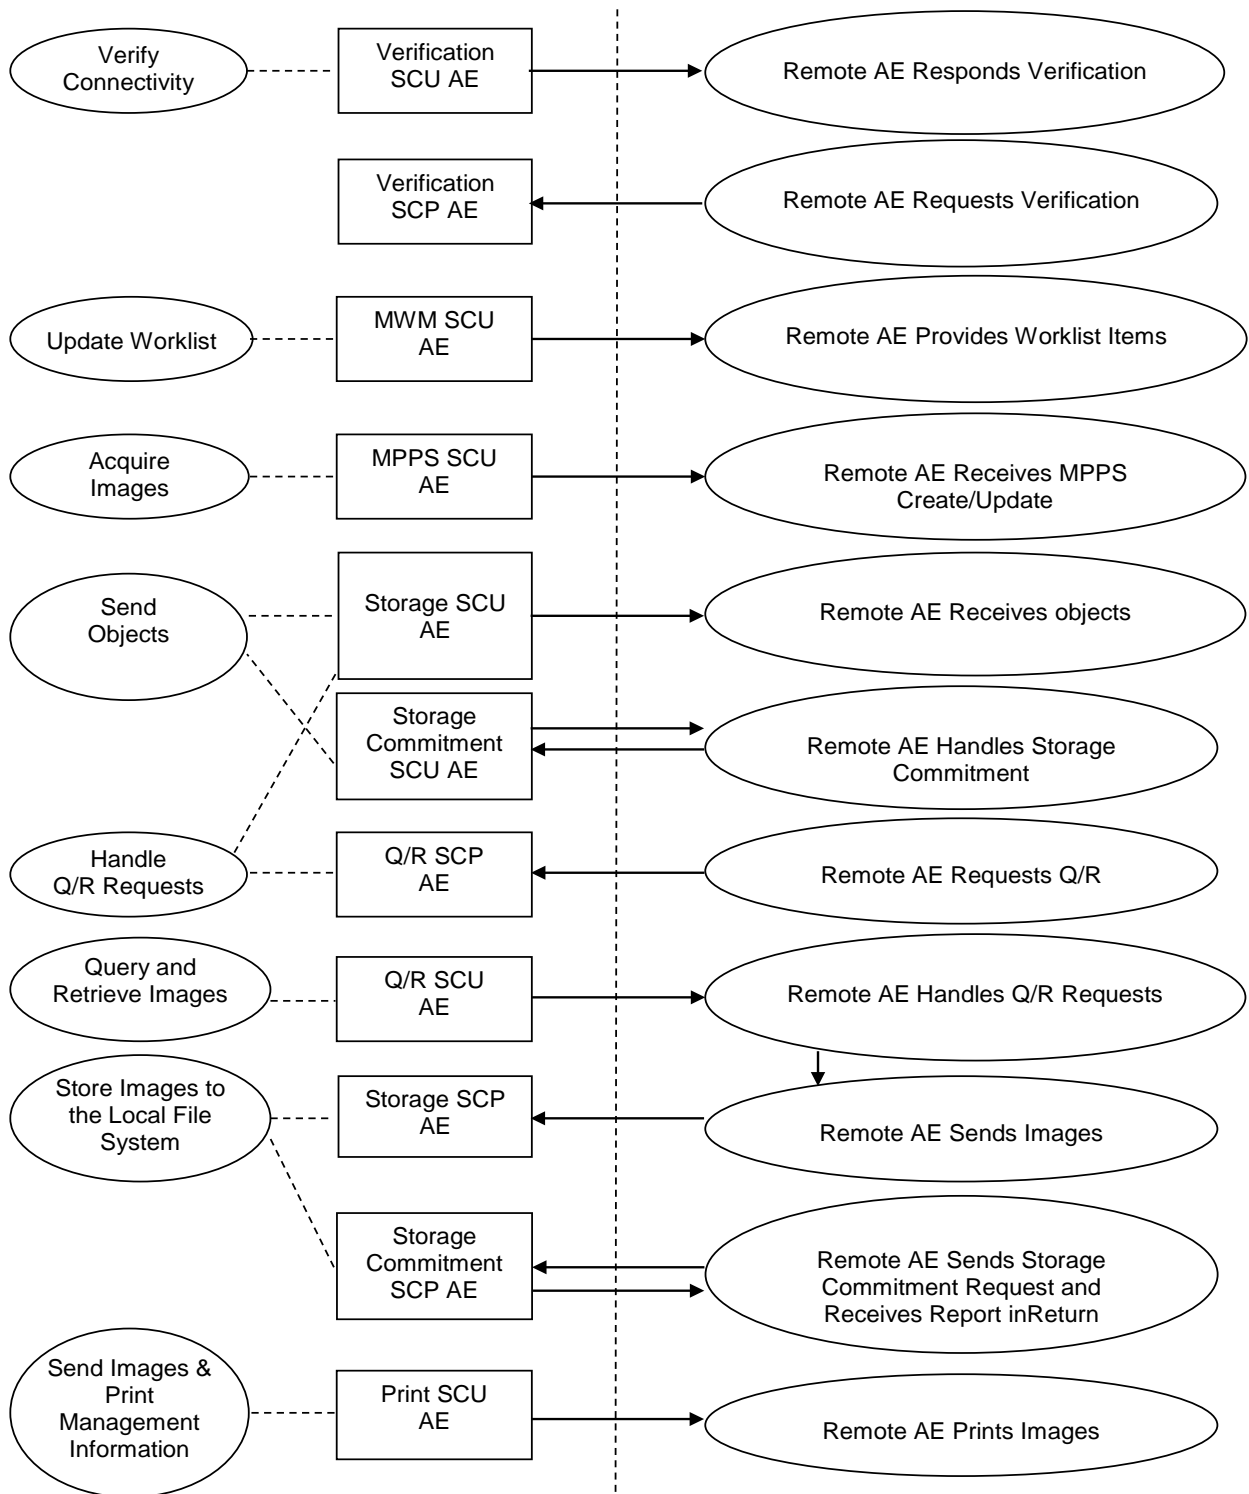 Verify
Connectivity
Verification
SCU AE
Remote AE Responds Verification
Verification
SCP AE
Remote AE Requests Verification
Update Worklist
MWM SCU
AE
Remote AE Provides Worklist Items
Acquire
Images
MPPS SCU
AE
Remote AE Receives MPPS
Create/Update
Send
Objects
Storage SCU
AE
Remote AE Receives objects
Storage
Commitment
SCU AE
Remote AE Handles Storage
Commitment
Handle
Q/R Requests
Q/R SCP
AE
Remote AE Requests Q/R
Query and
Retrieve Images
Q/R SCU
AE
Remote AE Handles Q/R Requests
Store Images to
the Local File
System
Storage SCP
AE
Remote AE Sends Images
Storage
Commitment
SCP AE
Remote AE Sends Storage
Commitment Request and
Receives Report inReturn
Send Images &
Print
Management
Information
Print SCU
AE
Remote AE Prints Images